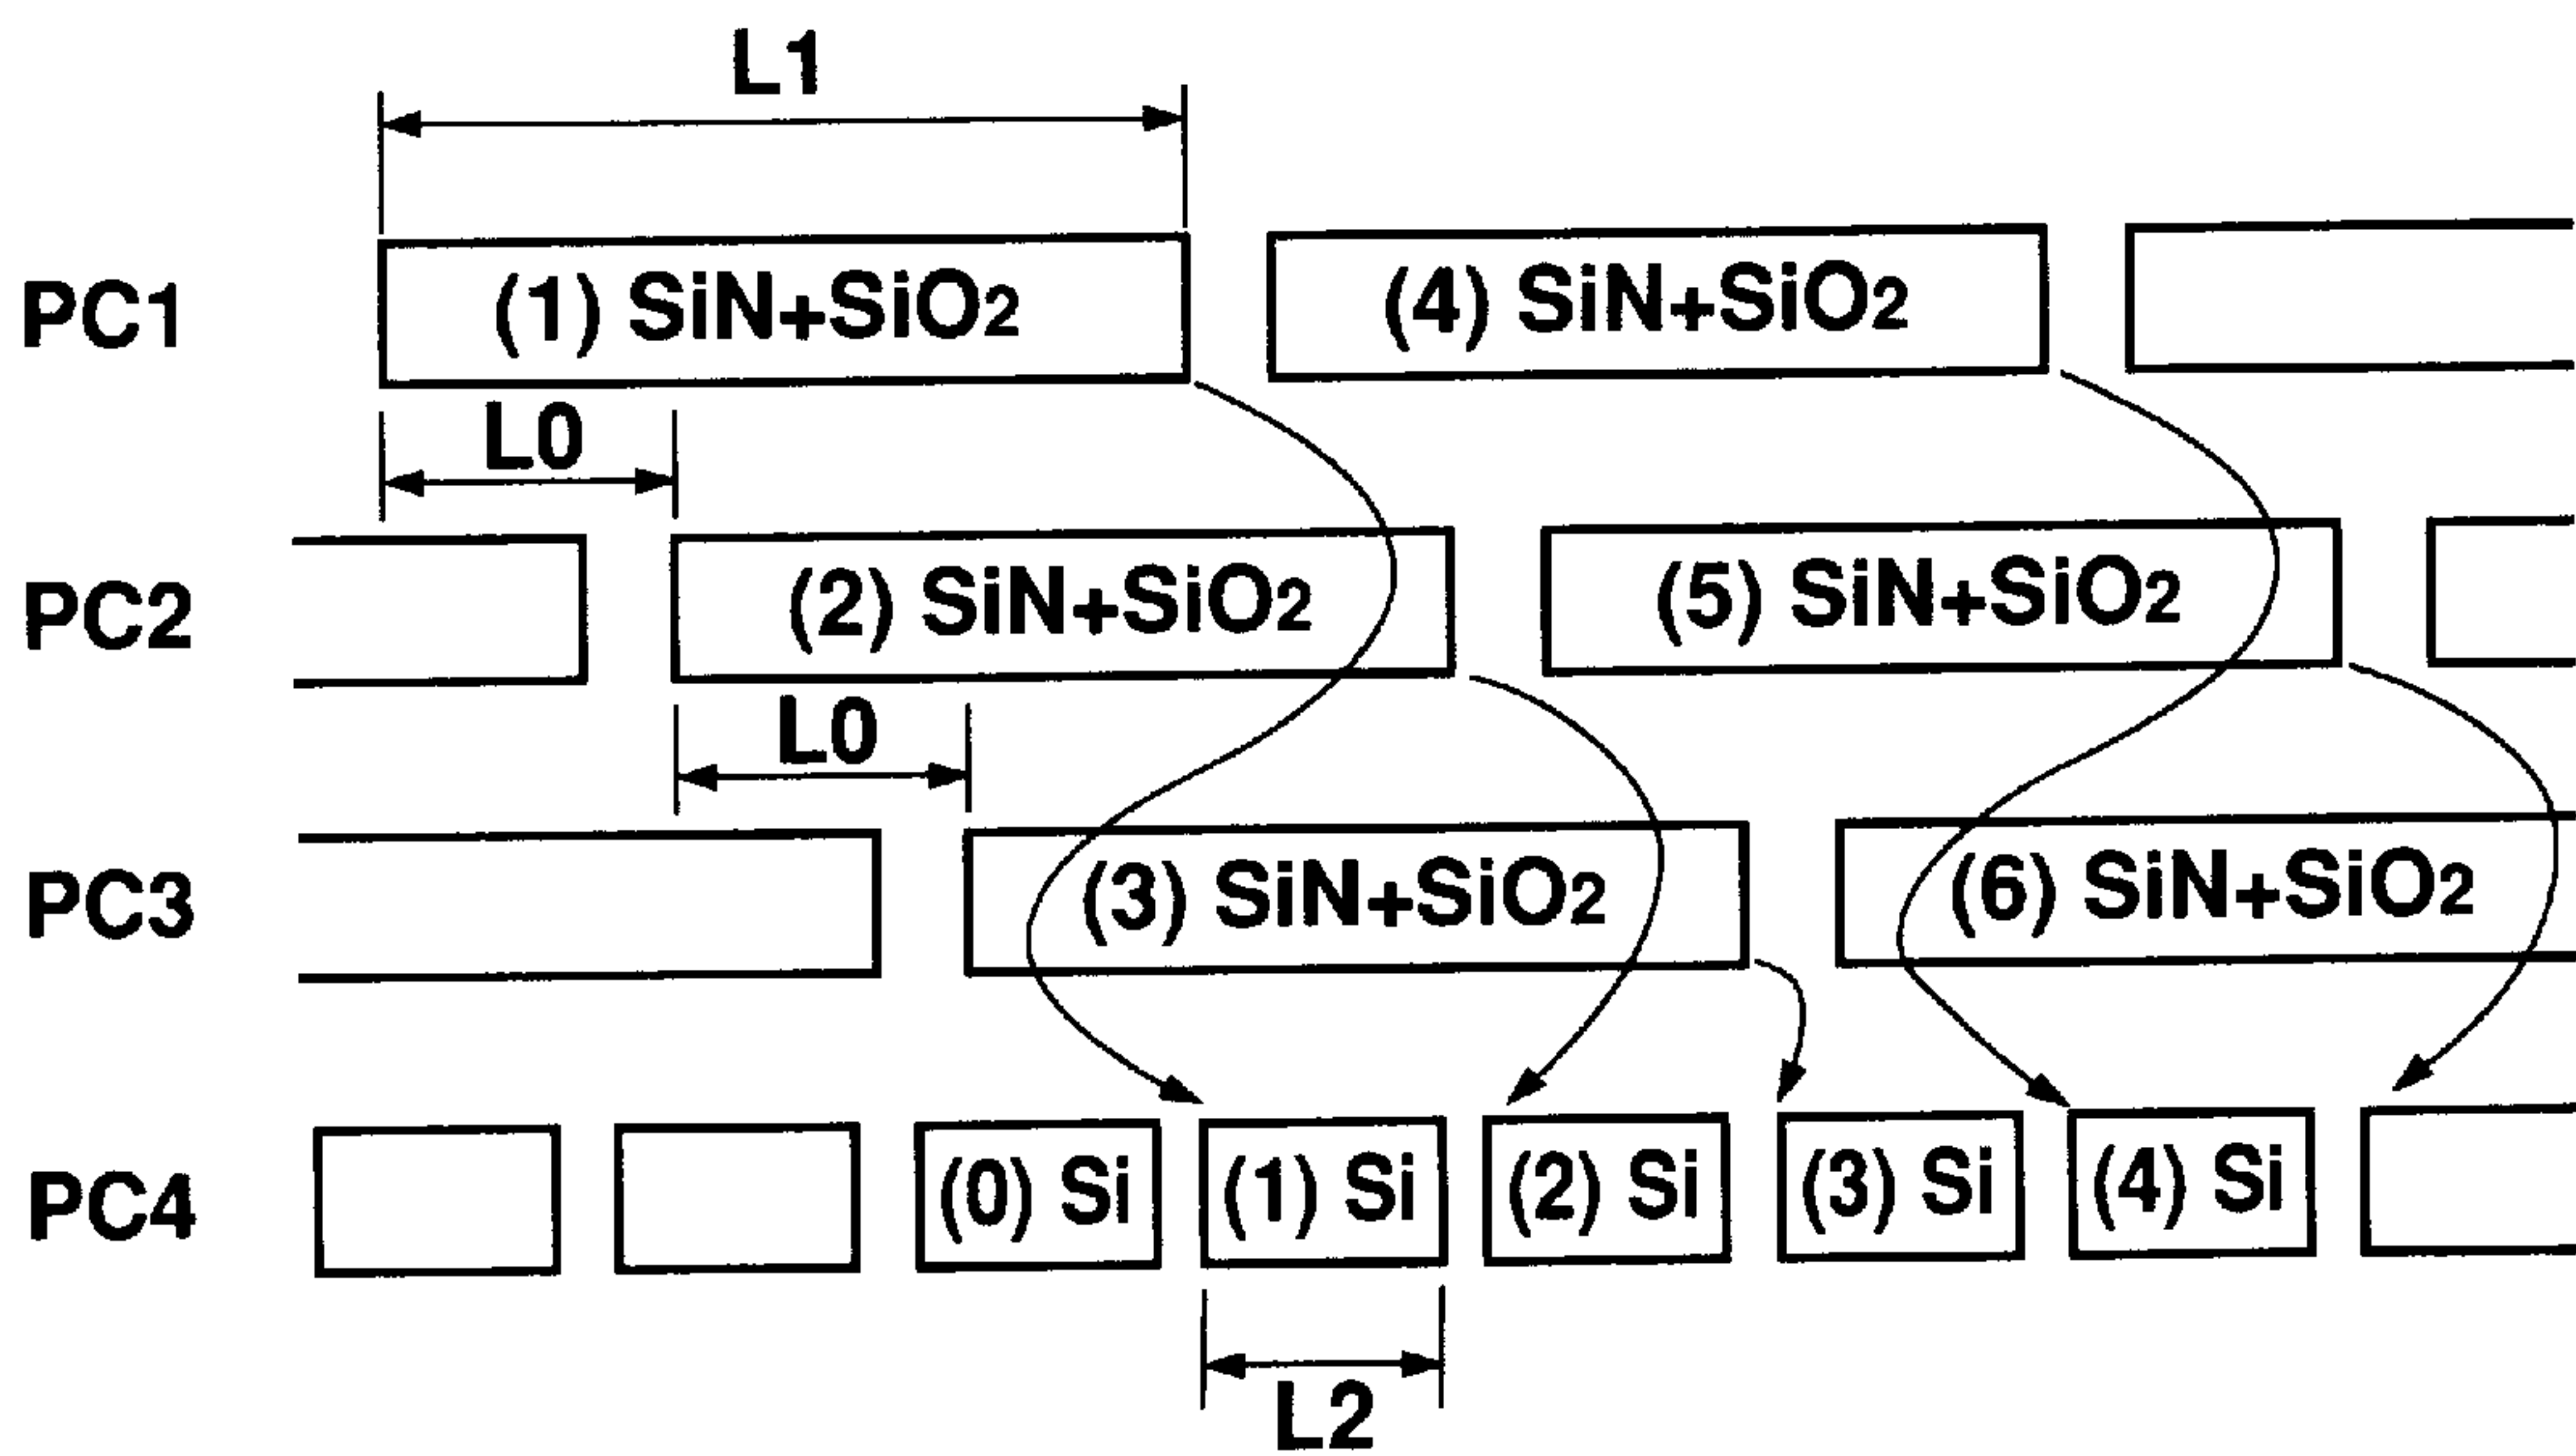 L1
PC1 (1) SiN+SiO2 (4) SiN+SiO2
L0
PC2 (2) SiN+SiO2 (5) SiN+SiO2
L0
PC3 (3) SiN+SiO2 (6) SiN+SiO2
PC4 (0) Si (1) Si (2) Si (3) Si (4) Si
L2